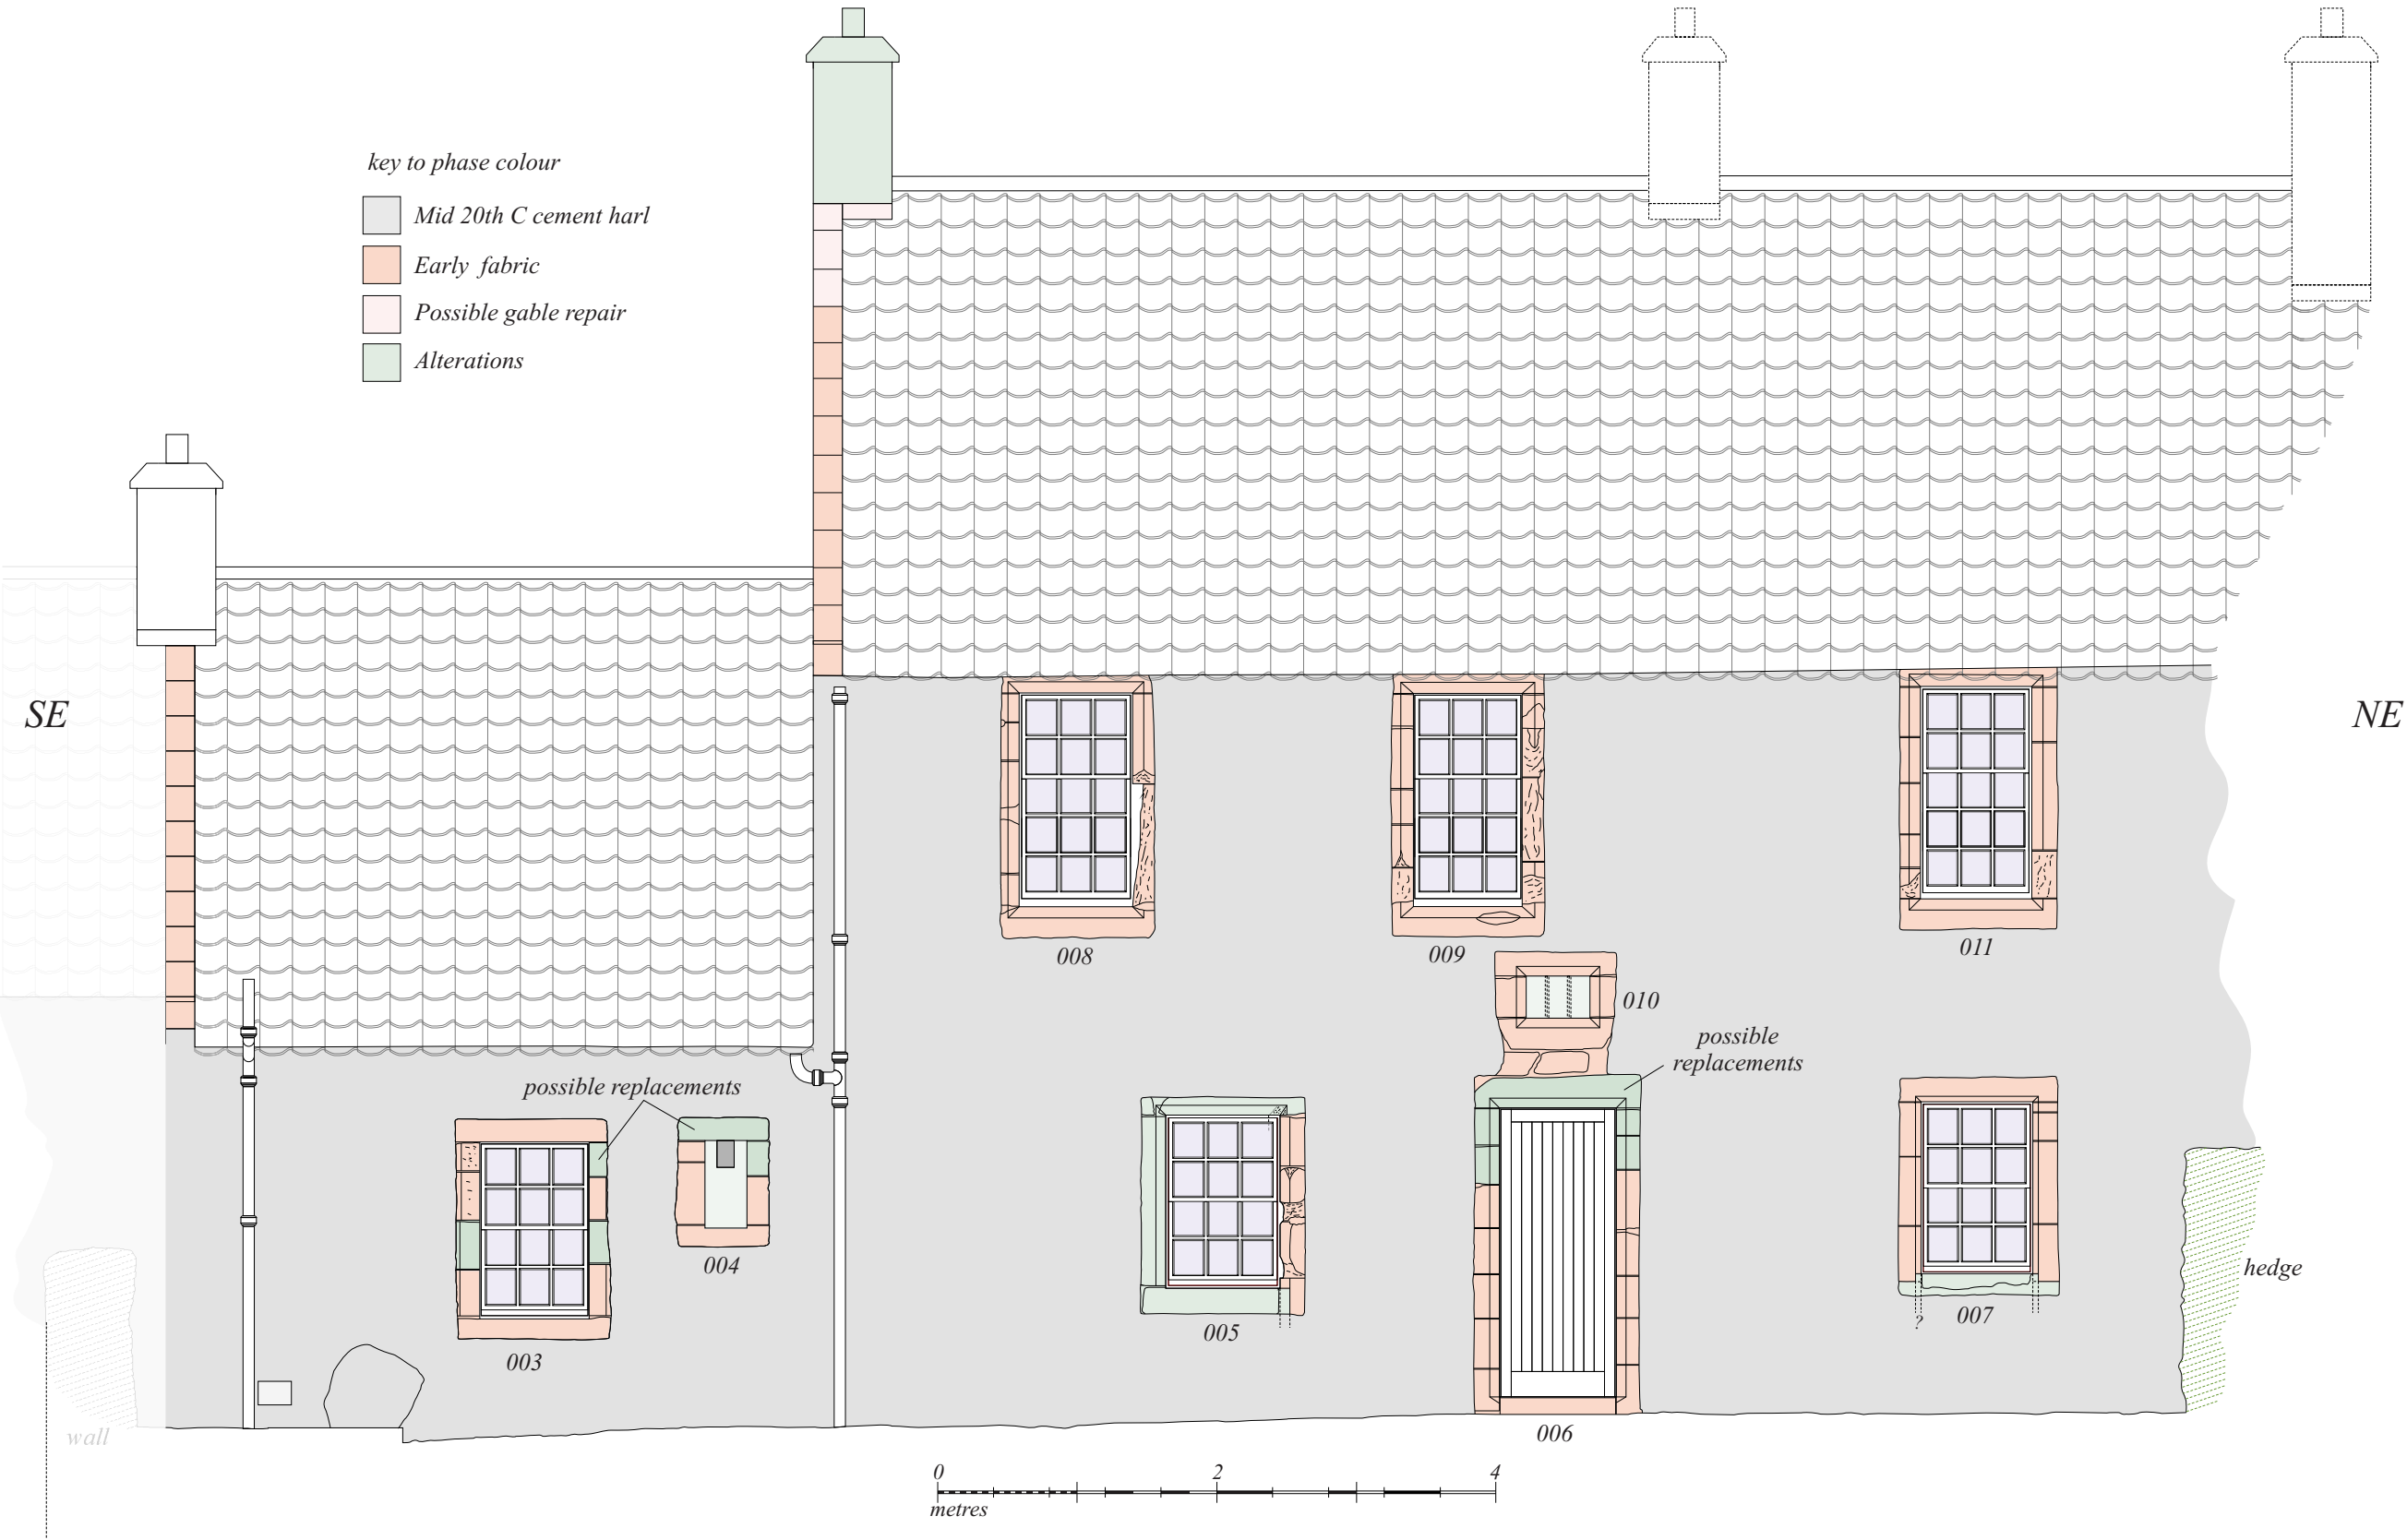 key to phase colour
Mid 20th C cement harl
Early fabric
Possible gable repair
Alterations
SE
NE
008
009
011
010
possible
replacements
possible replacements
004
003
005
007
?
hedge
006
wall
0 2 4
metres